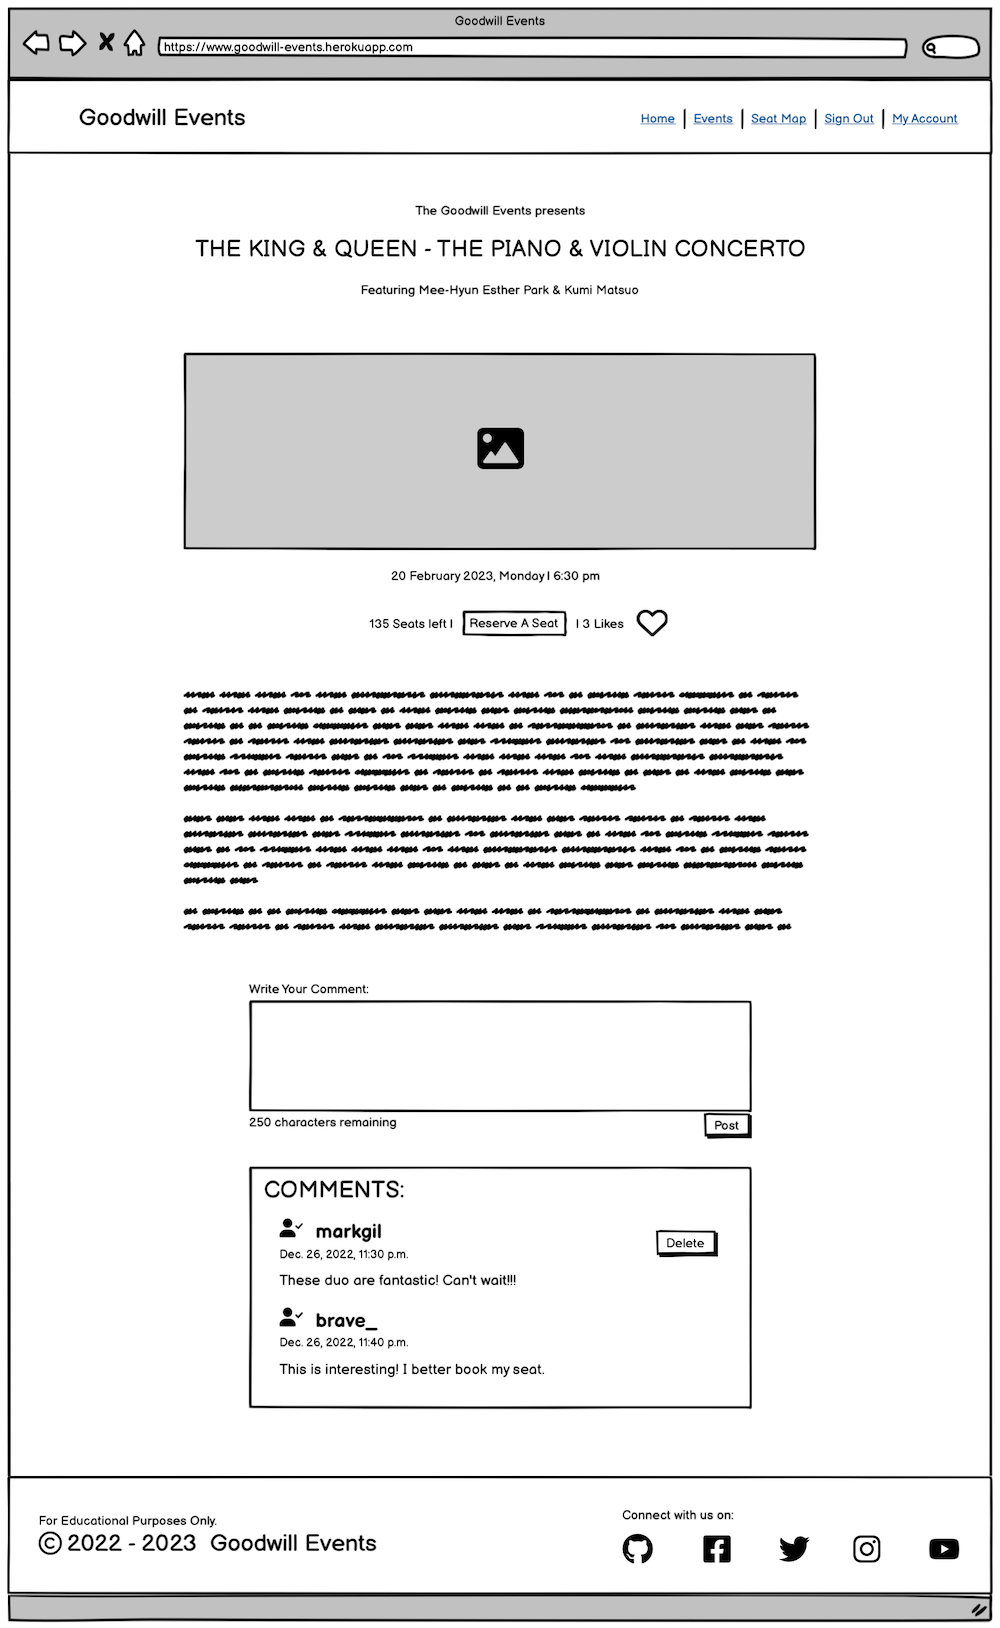 Goodwill Events
https://www.goodwill-events.herokuapp.com
Goodwill Events
Home | Events | Seat Map | Sign Out | My Account
The Goodwill Events presents
THE KING & QUEEN - THE PIANO & VIOLIN CONCERTO
Featuring Mee-Hyun Esther Park & Kumi Matsuo
20 February 2023, Monday | 6:30 pm
135 Seats left | Reserve A Seat | 3 Likes
Write Your Comment:
250 characters remaining
Post
COMMENTS:
markgil
Delete
Dec. 26, 2022, 11:30 p.m.
These duo are fantastic! Can't wait!!!
brave_
Dec. 26, 2022, 11:40 p.m.
This is interesting! I better book my seat.
For Educational Purposes Only.
© 2022 - 2023 Goodwill Events
Connect with us on: